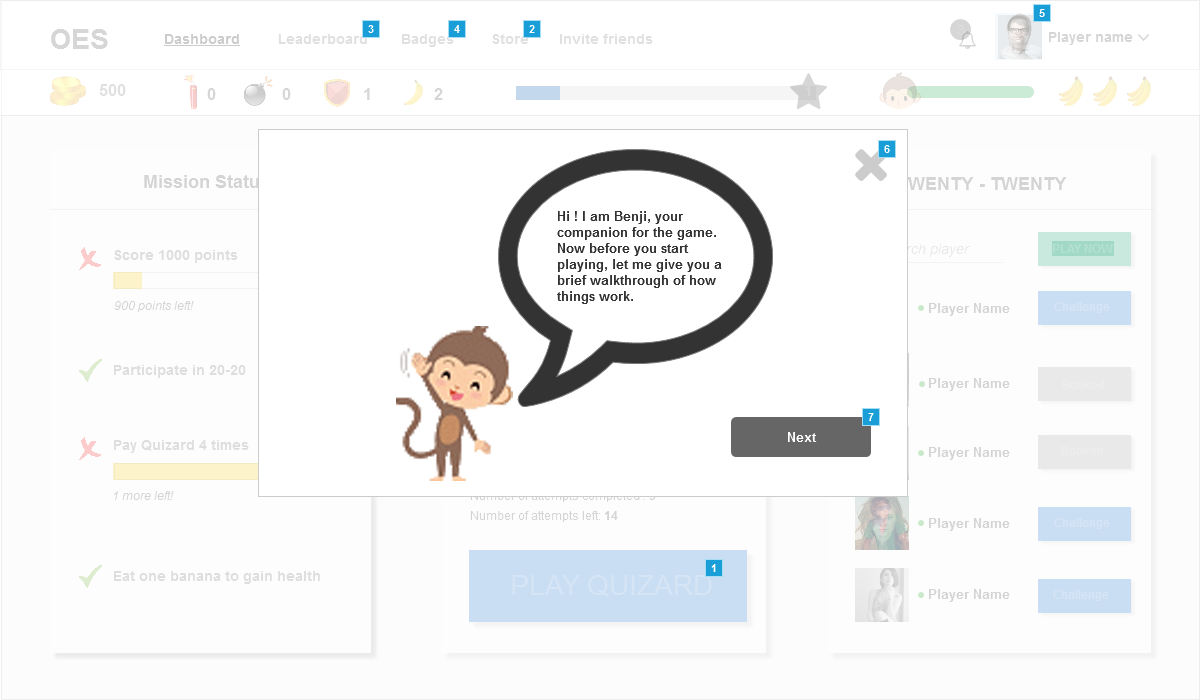 OES
Dashboard
Leaderboard
3
Badges
4
Store
2
Invite friends
5
Player name
500
0
0
1
2
Mission Statu
6
WENTY - TWENTY
Hi ! I am Benji, your
companion for the game.
Now before you start
playing, let me give you a
brief walkthrough of how
things work.
Next
7
Score 1000 points
900 points left!
Participate in 20-20
Pay Quizard 4 times
1 more left!
Eat one banana to gain health
Number of attempts completed :
Number of attempts left: 14
PLAY QUIZARD
1
rch player
PLAY NOW
Player Name
Challenge
Player Name
Player Name
Player Name
Challenge
Player Name
Challenge